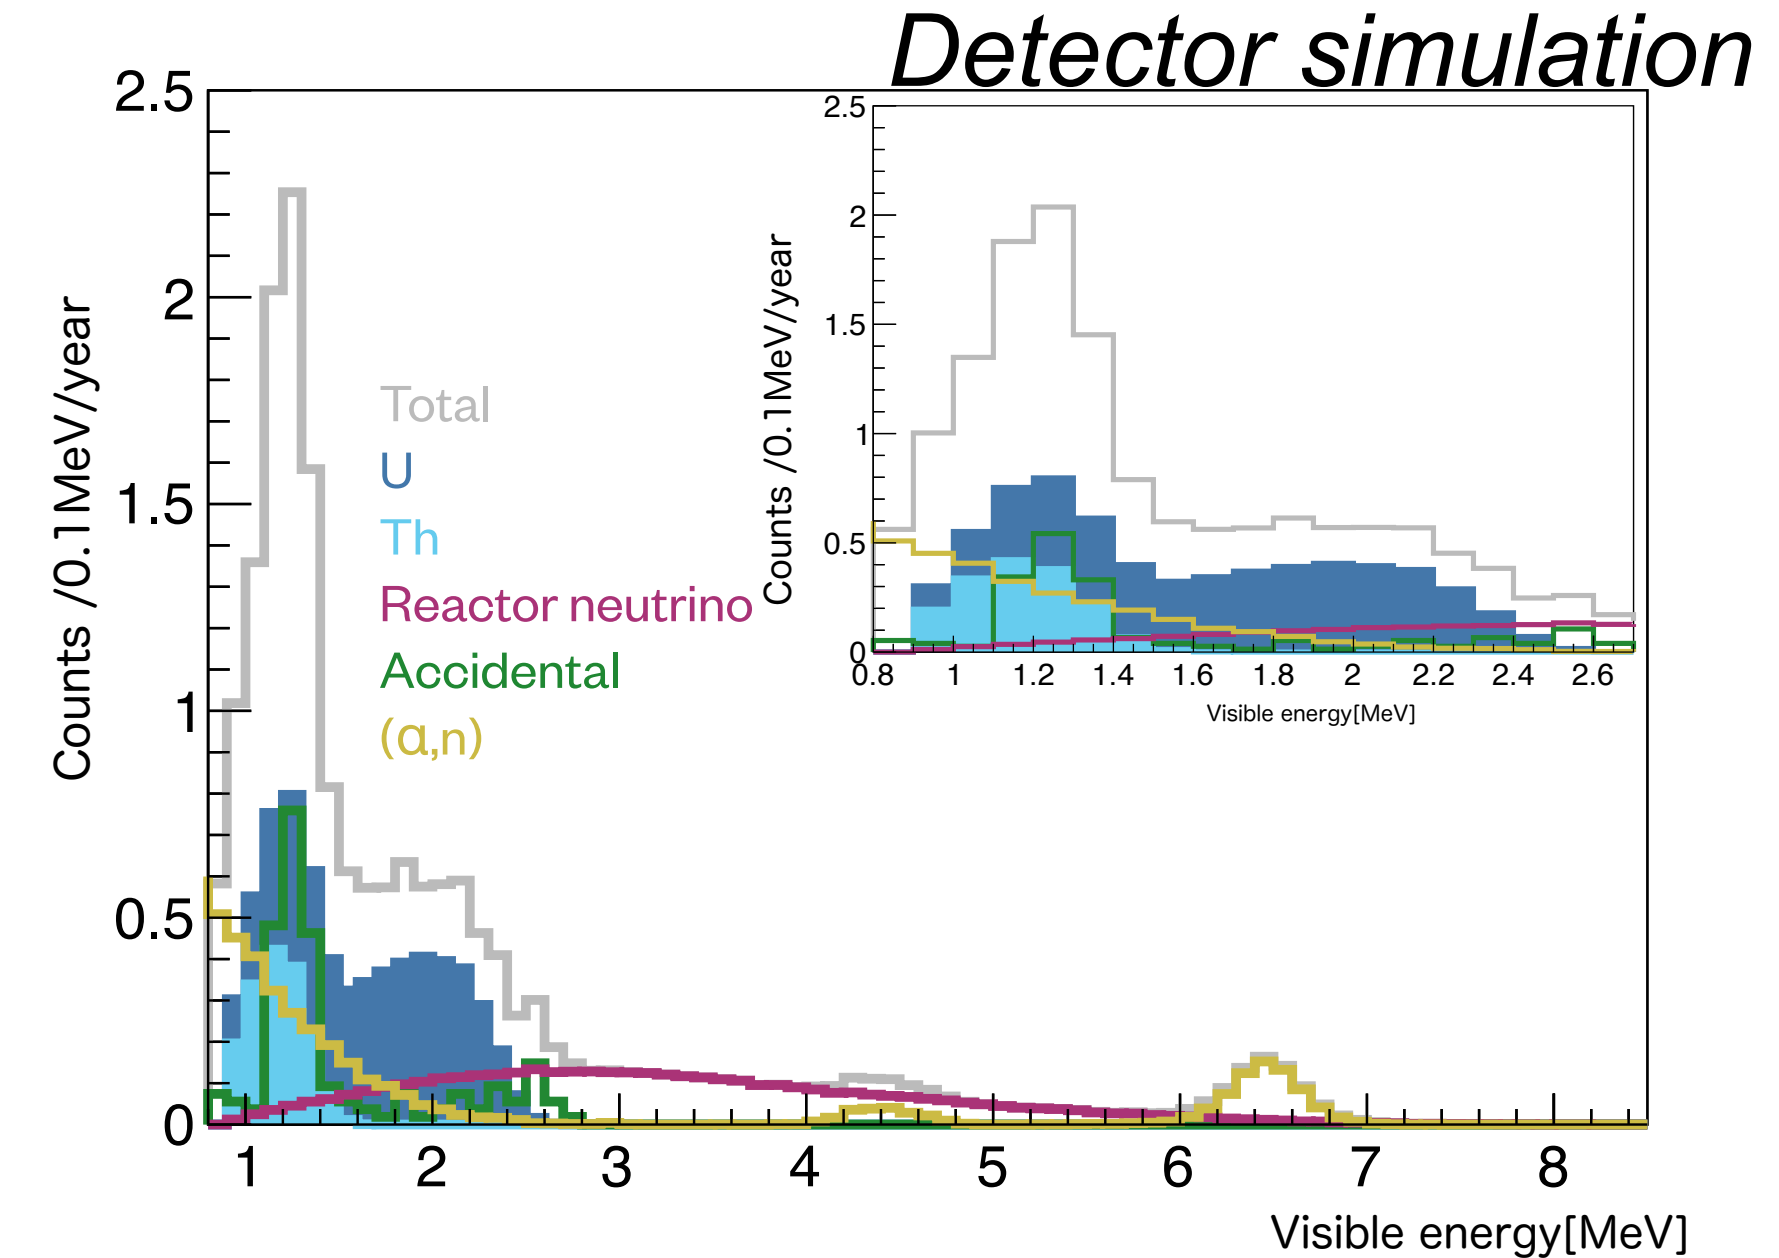 Detector simulation
2.5
2
1.5
1
0.5
0
Counts /0.1MeV/year
Total
U
Th
Reactor neutrino
Accidental
(α,n)
1 2 3 4 5 6 7 8
Visible energy[MeV]
2.5
2
1.5
1
0.5
0
Counts /0.1MeV/year
0.8 1 1.2 1.4 1.6 1.8 2 2.2 2.4 2.6
Visible energy[MeV]